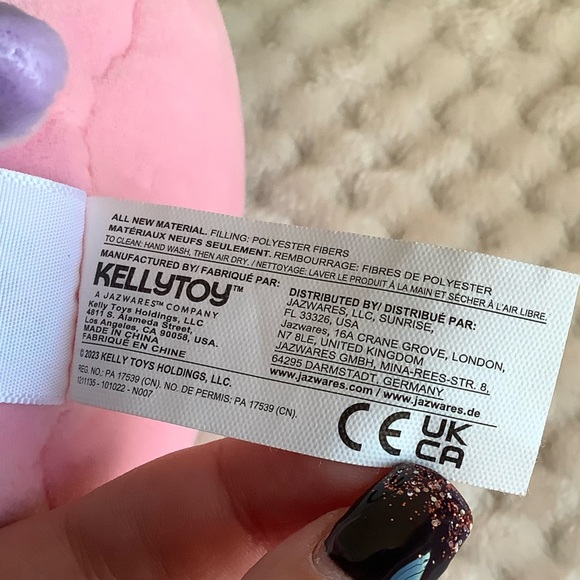 ALL NEW MATERIAL. FILLING: POLYESTER FIBERS
MATÉRIAUX NEUFS SEULEMENT. REMBOURRAGE: FIBRES DE POLYESTER
TO CLEAN: HAND WASH, THEN AIR DRY. / NETTOYAGE: LAVER LE PRODUIT À LA MAIN ET SÉCHER À L'AIR LIBRE.
MANUFACTURED BY/ FABRIQUÉ PAR:
KELLYTOY™
A JAZWARES™ COMPANY
Kelly Toys Holdings, LLC
4811 S. Alameda Street,
Los Angeles, CA 90058, USA.
MADE IN CHINA
FABRIQUÉ EN CHINE
DISTRIBUTED BY/ DISTRIBUÉ PAR:
JAZWARES, LLC, SUNRISE,
FL 33326, USA
Jazwares, 16A CRANE GROVE, LONDON,
N7 8LE, UNITED KINGDOM
JAZWARES GMBH, MINA-REES-STR. 8,
64295 DARMSTADT, GERMANY
www.jazwares.com / www.jazwares.de
©2023 KELLY TOYS HOLDINGS, LLC.
REG. NO.: PA 17539 (CN). NO. DE PERMIS: PA 17539 (CN).
1211135 - 101022 - N007
CE
UK
CA